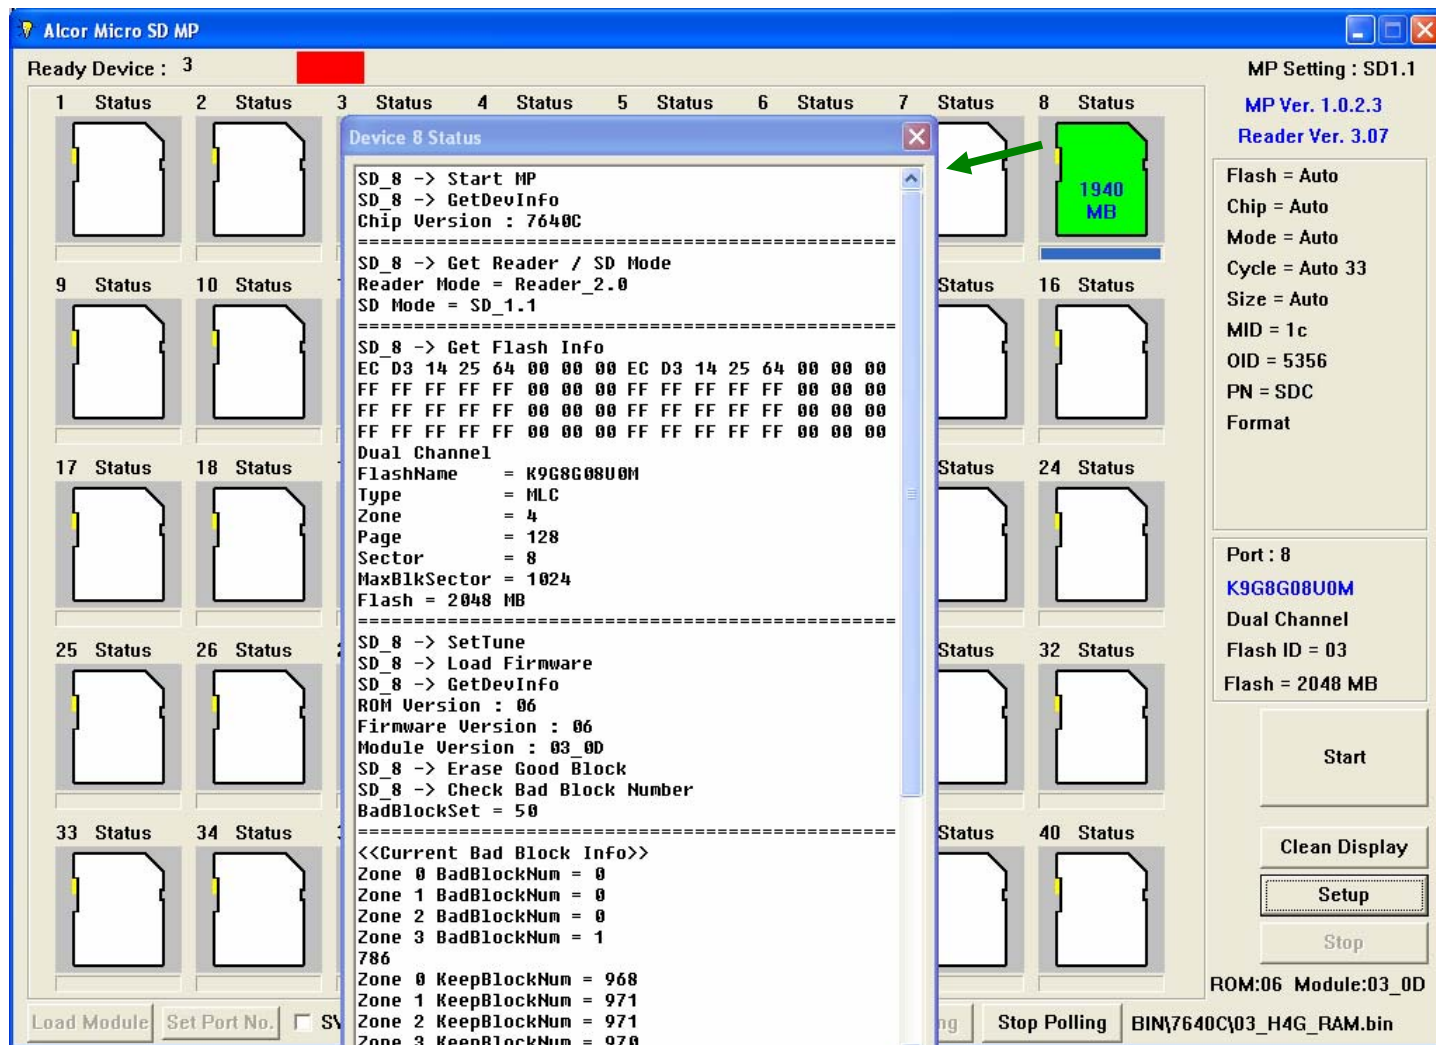 Alcor Micro SD MP
Ready Device : 3
MP Setting : SD1.1
1 Status 2 Status 3 Status 4 Status 5 Status 6 Status 7 Status 8 Status
MP Ver. 1.0.2.3
Reader Ver. 3.07
1940
MB
Flash = Auto
Chip = Auto
Mode = Auto
Cycle = Auto 33
Size = Auto
MID = 1c
OID = 5356
PN = SDC
Format
9 Status 10 Status Status 16 Status
17 Status 18 Status Status 24 Status
25 Status 26 Status Status 32 Status
33 Status 34 Status Status 40 Status
Device 8 Status
SD_8 -> Start MP
SD_8 -> GetDevInfo
Chip Version : 7640C
================================================
SD_8 -> Get Reader / SD Mode
Reader Mode = Reader_2.0
SD Mode = SD_1.1
================================================
SD_8 -> Get Flash Info
EC D3 14 25 64 00 00 00 EC D3 14 25 64 00 00 00
FF FF FF FF FF 00 00 00 FF FF FF FF FF 00 00 00
FF FF FF FF FF 00 00 00 FF FF FF FF FF 00 00 00
FF FF FF FF FF 00 00 00 FF FF FF FF FF 00 00 00
Dual Channel
FlashName = K9G8G08U0M
Type = MLC
Zone = 4
Page = 128
Sector = 8
MaxBlkSector = 1024
Flash = 2048 MB
================================================
SD_8 -> SetTune
SD_8 -> Load Firmware
SD_8 -> GetDevInfo
ROM Version : 06
Firmware Version : 06
Module Version : 03_0D
SD_8 -> Erase Good Block
SD_8 -> Check Bad Block Number
BadBlockSet = 50
================================================
<<Current Bad Block Info>>
Zone 0 BadBlockNum = 0
Zone 1 BadBlockNum = 0
Zone 2 BadBlockNum = 0
Zone 3 BadBlockNum = 1
786
Zone 0 KeepBlockNum = 968
Zone 1 KeepBlockNum = 971
Zone 2 KeepBlockNum = 971
Zone 3 KeepBlockNum = 970
Port : 8
K9G8G08U0M
Dual Channel
Flash ID = 03
Flash = 2048 MB
Start
Clean Display
Setup
Stop
ROM:06 Module:03_0D
Load Module Set Port No. Stop Polling BIN\7640C\03_H4G_RAM.bin